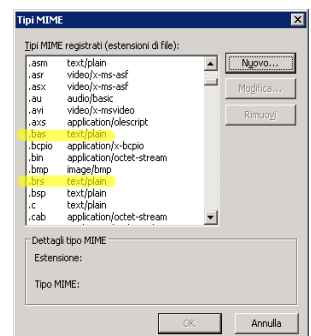 Tipi MIME
Tipi MIME registrati (estensioni di file):
.asm text/plain
.asr video/x-ms-asf
.asx video/x-ms-asf
.au audio/basic
.avi video/x-msvideo
.axs application/olescript
.bas text/plain
.bcpio application/x-bcpio
.bin application/octet-stream
.bmp image/bmp
.brs text/plain
.bsp text/plain
.c text/plain
.cab application/octet-stream
Nuovo...
Modifica...
Rimuovi
Dettagli tipo MIME
Estensione:
Tipo MIME:
OK
Annulla